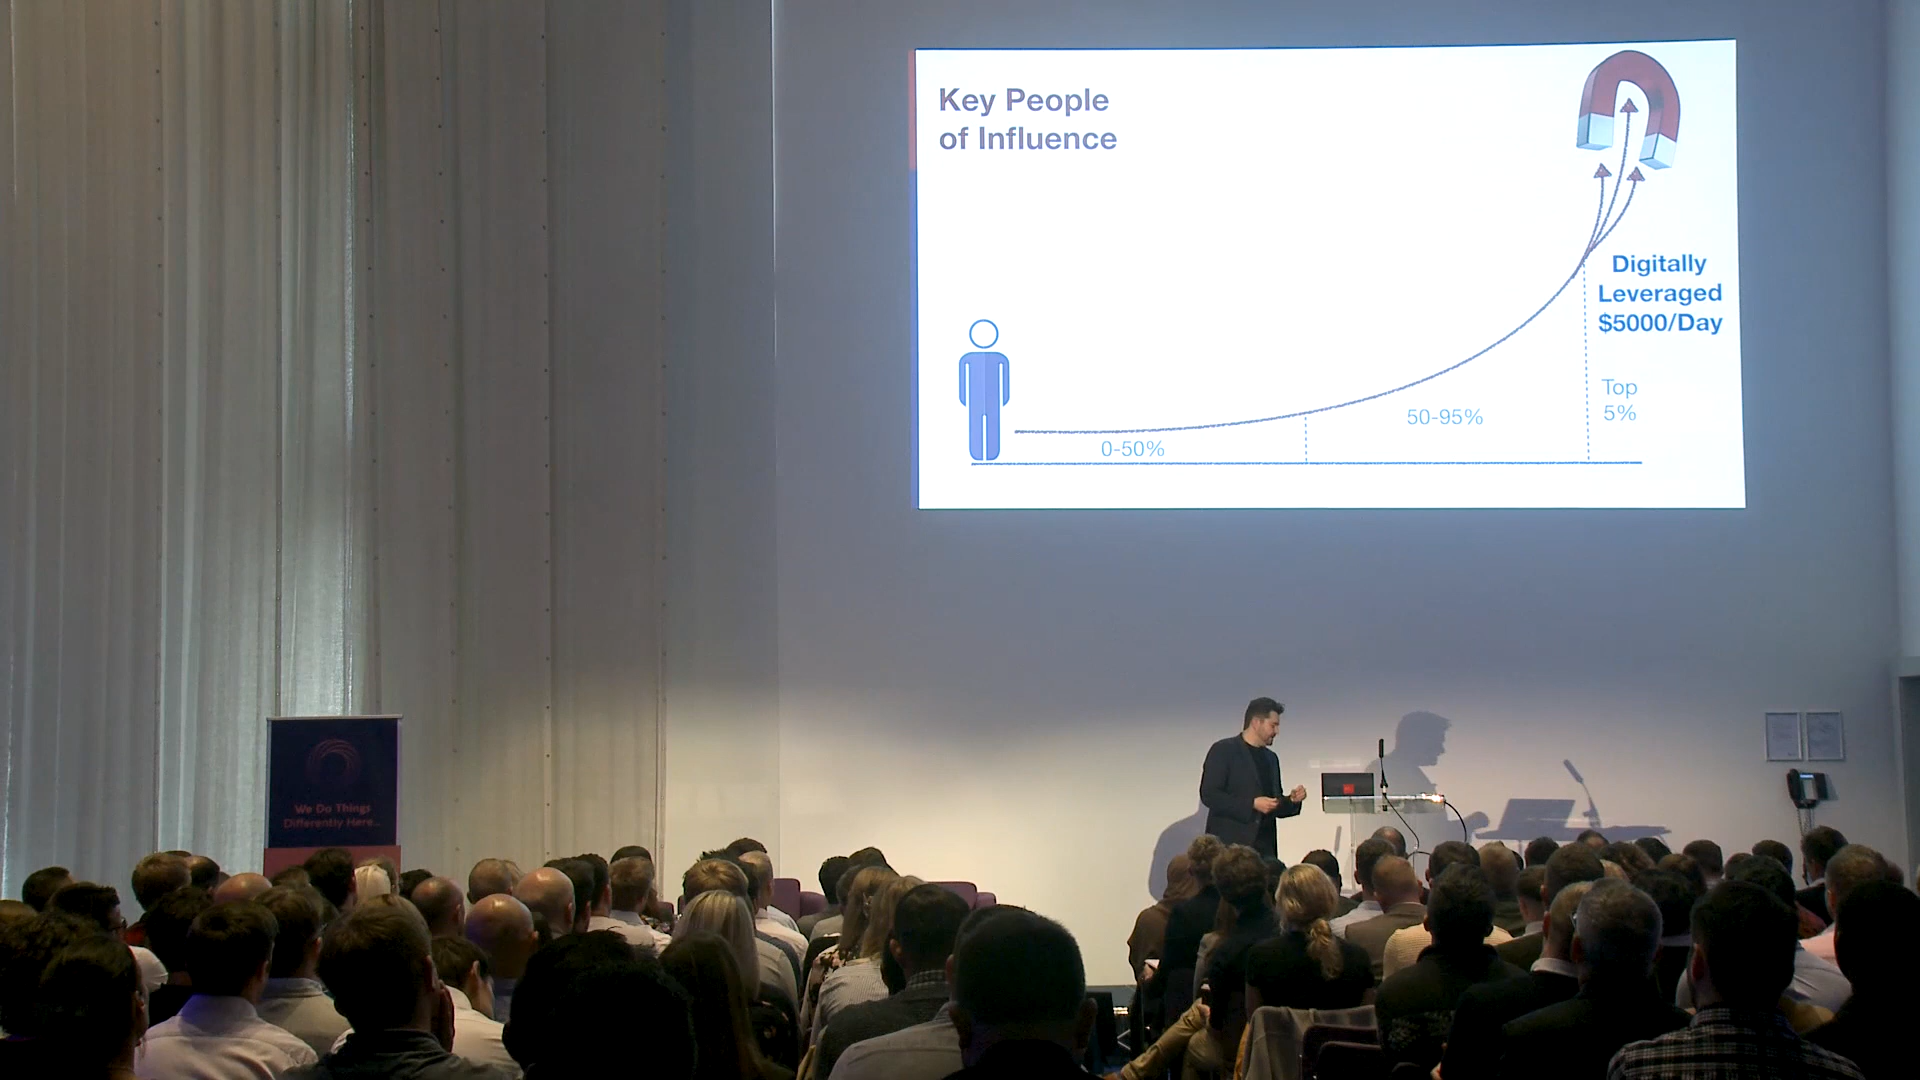 Key People
of Influence
Digitally
Leveraged
$5000/Day
Top
5%
50-95%
0-50%
We Do Things
Differently Here...